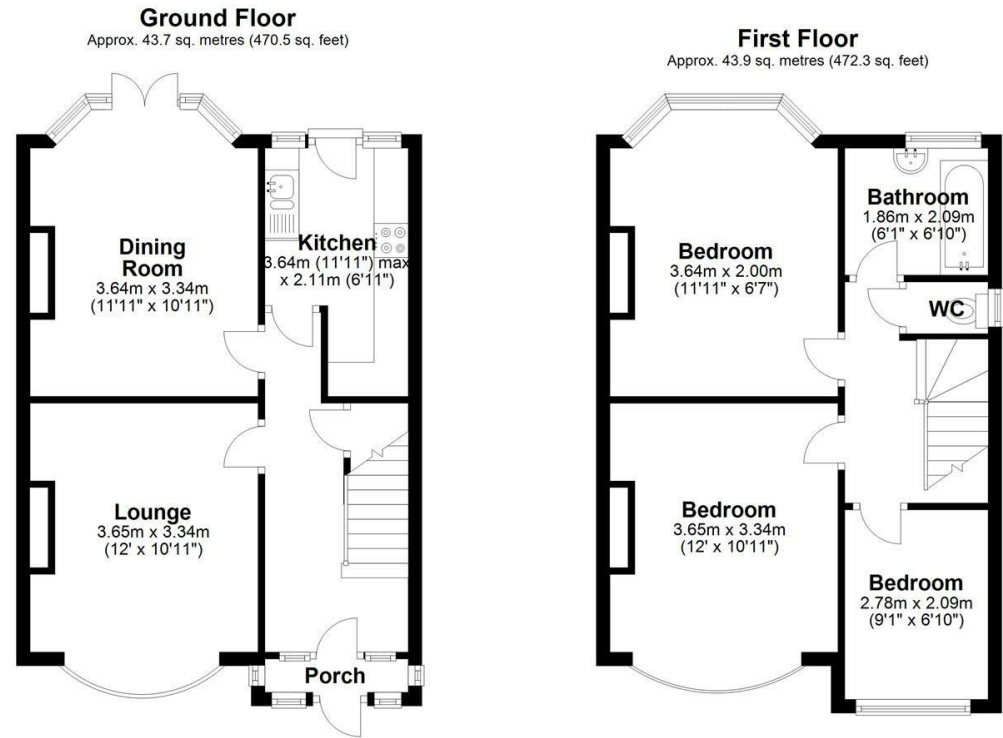 Ground Floor
Approx. 43.7 sq. metres (470.5 sq. feet)
Dining
Room
3.64m x 3.34m
(11'11" x 10'11")
Kitchen
3.64m (11'11") max
x 2.11m (6'11")
Lounge
3.65m x 3.34m
(12' x 10'11")
Porch
First Floor
Approx. 43.9 sq. metres (472.3 sq. feet)
Bedroom
3.64m x 2.00m
(11'11" x 6'7")
Bathroom
1.86m x 2.09m
(6'1" x 6'10")
WC
Bedroom
3.65m x 3.34m
(12' x 10'11")
Bedroom
2.78m x 2.09m
(9'1" x 6'10")